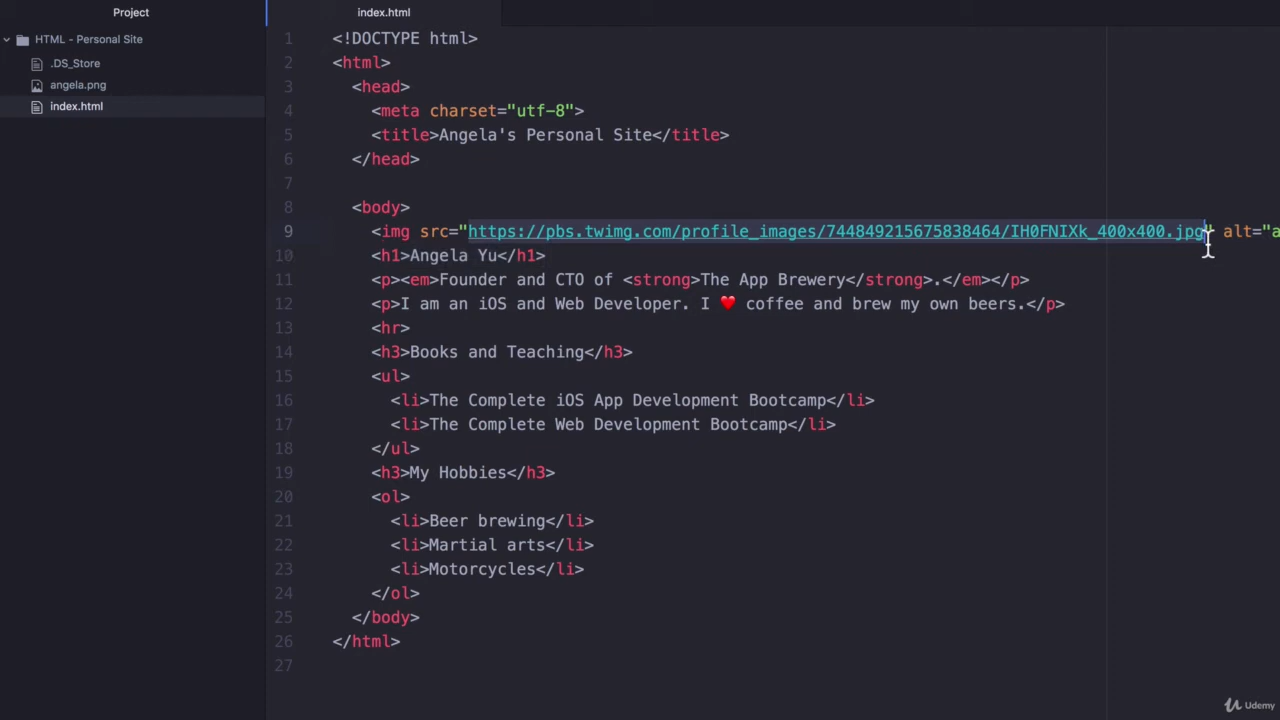 Project
index.html
HTML - Personal Site
.DS_Store
angela.png
index.html
1 <!DOCTYPE html>
2 <html>
3 <head>
4 <meta charset="utf-8">
5 <title>Angela's Personal Site</title>
6 </head>
7
8 <body>
9 <img src="https://pbs.twimg.com/profile_images/744849215675838464/IH0FNIXk_400x400.jpg" alt="a
10 <h1>Angela Yu</h1>
11 <p><em>Founder and CTO of <strong>The App Brewery</strong>.</em></p>
12 <p>I am an iOS and Web Developer. I ❤️ coffee and brew my own beers.</p>
13 <hr>
14 <h3>Books and Teaching</h3>
15 <ul>
16 <li>The Complete iOS App Development Bootcamp</li>
17 <li>The Complete Web Development Bootcamp</li>
18 </ul>
19 <h3>My Hobbies</h3>
20 <ol>
21 <li>Beer brewing</li>
22 <li>Martial arts</li>
23 <li>Motorcycles</li>
24 </ol>
25 </body>
26 </html>
27
Udemy